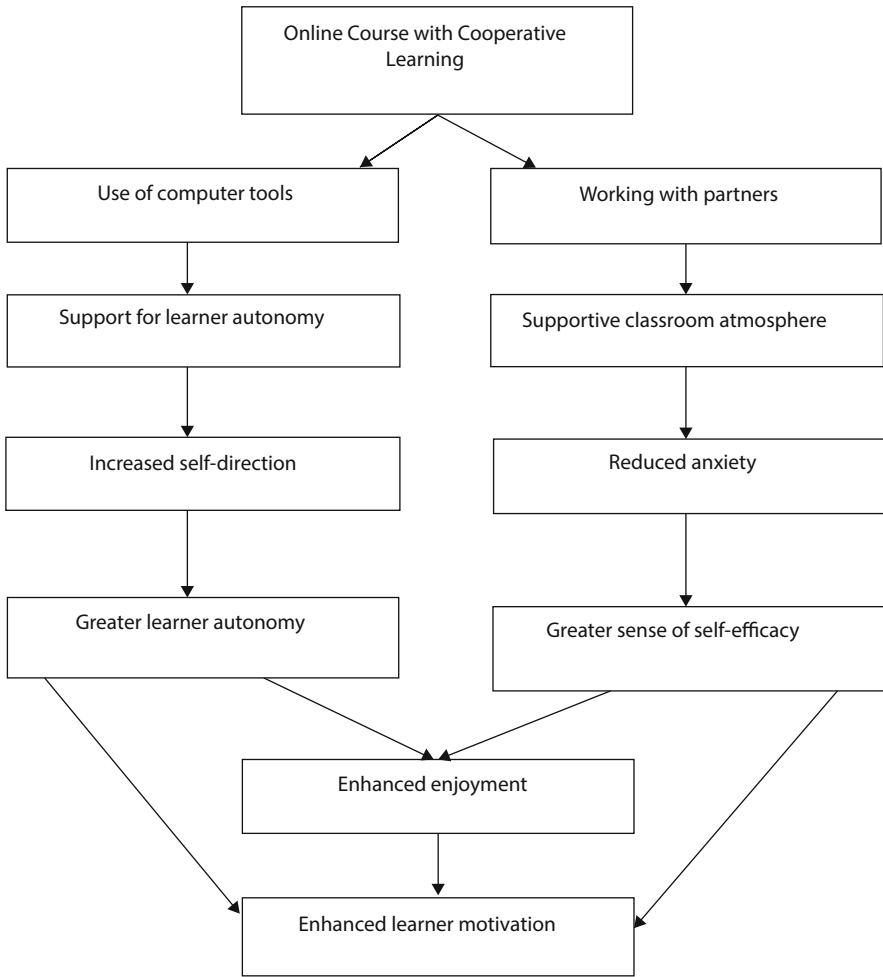 Online Course with Cooperative
Learning
Use of computer tools
Working with partners
Support for learner autonomy
Supportive classroom atmosphere
Increased self-direction
Reduced anxiety
Greater learner autonomy
Greater sense of self-efficacy
Enhanced enjoyment
Enhanced learner motivation